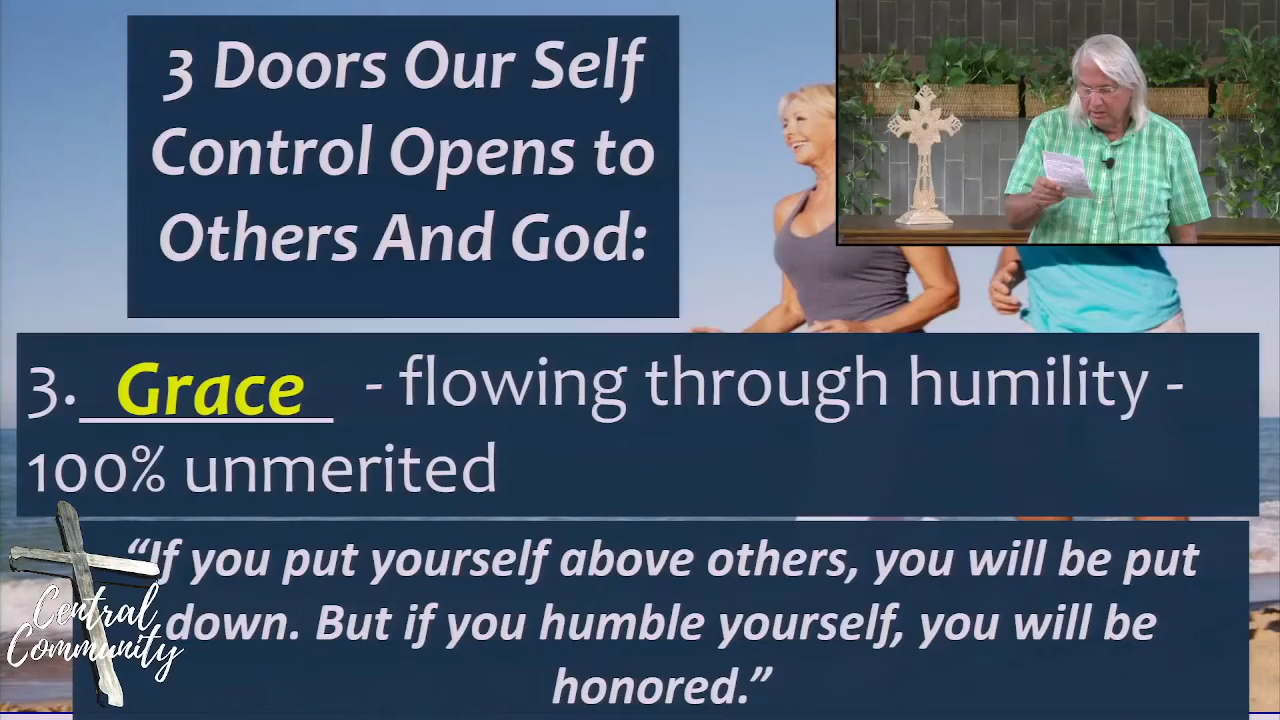 3 Doors Our Self
Control Opens to
Others And God:
3. Grace - flowing through humility -
100% unmerited
“If you put yourself above others, you will be put
down. But if you humble yourself, you will be
honored.”
Central
Community